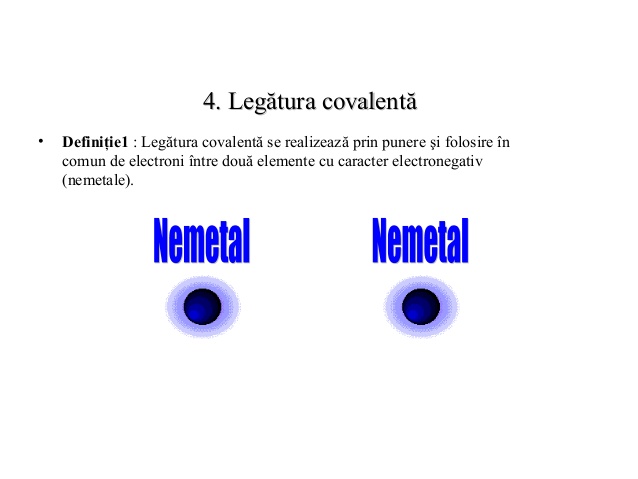 4. Legătura covalentă
• Definiție1 : Legătura covalentă se realizează prin punere şi folosire în
comun de electroni între două elemente cu caracter electronegativ
(nemetale).
Nemetal Nemetal